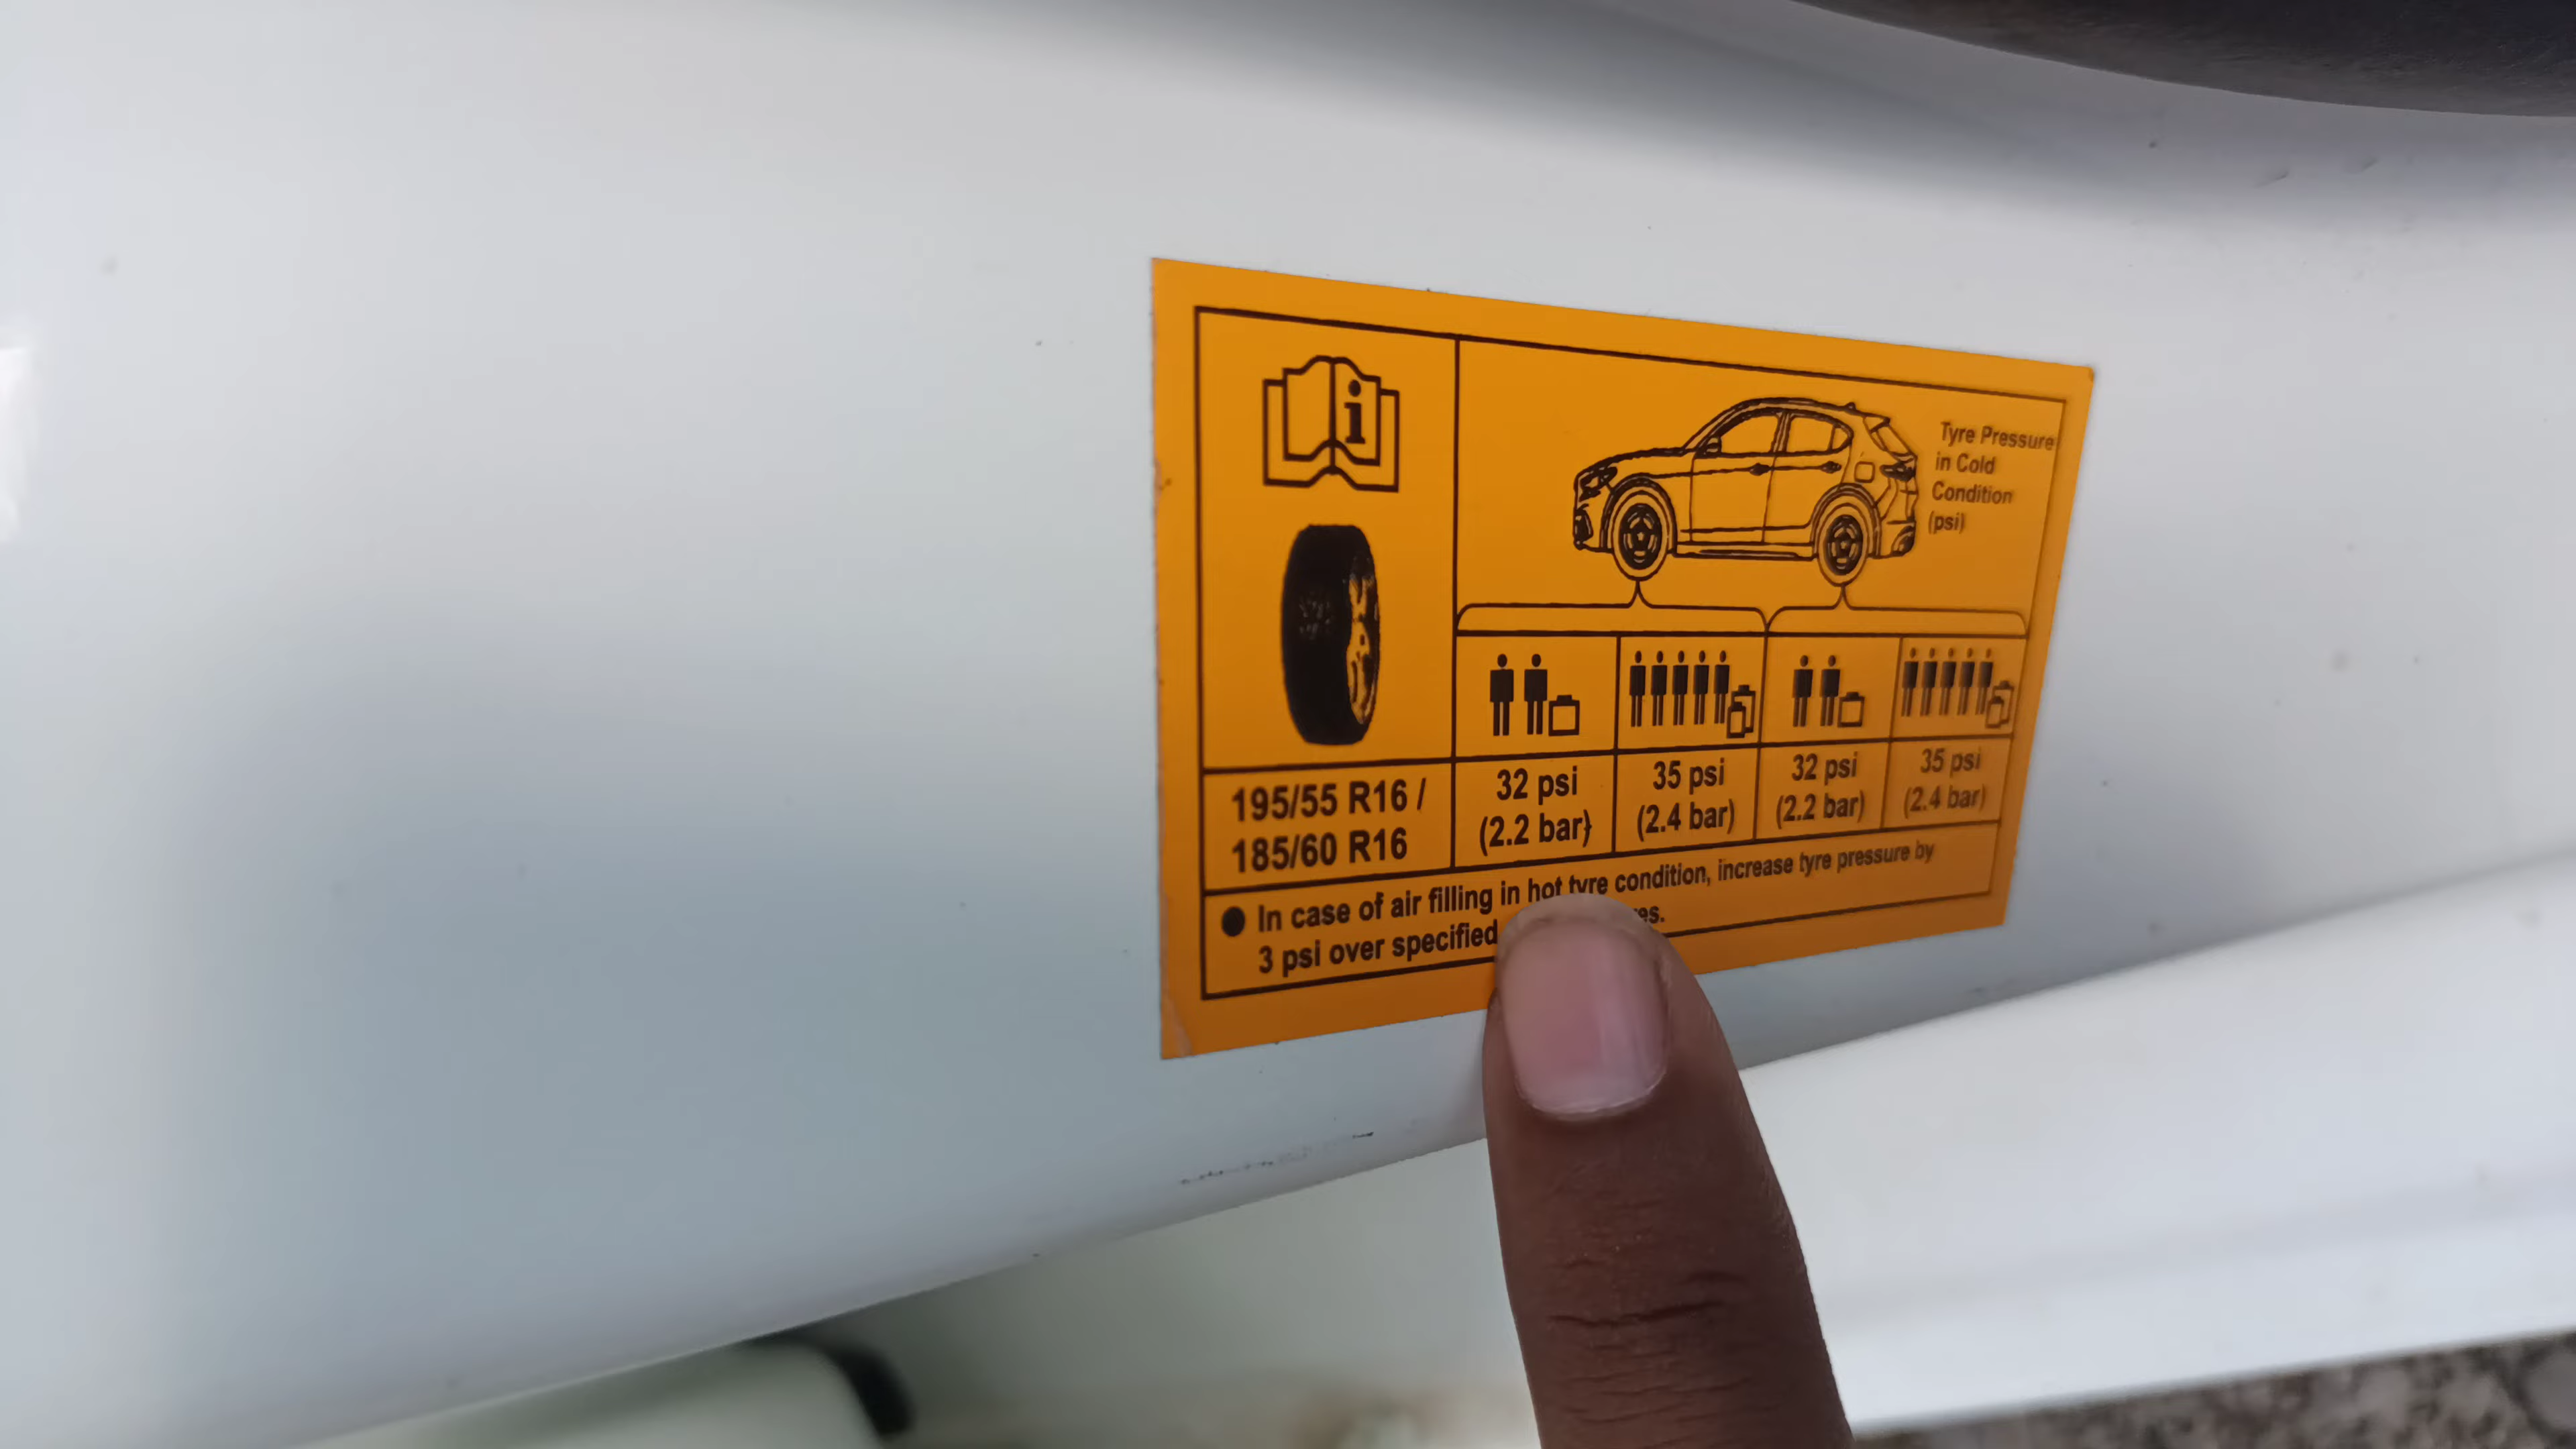 i
Tyre Pressure
in Cold
Condition
(psi)
195/55 R16 /
185/60 R16
32 psi
(2.2 bar)
35 psi
(2.4 bar)
32 psi
(2.2 bar)
35 psi
(2.4 bar)
● In case of air filling in hot tyre condition, increase tyre pressure by
3 psi over specified